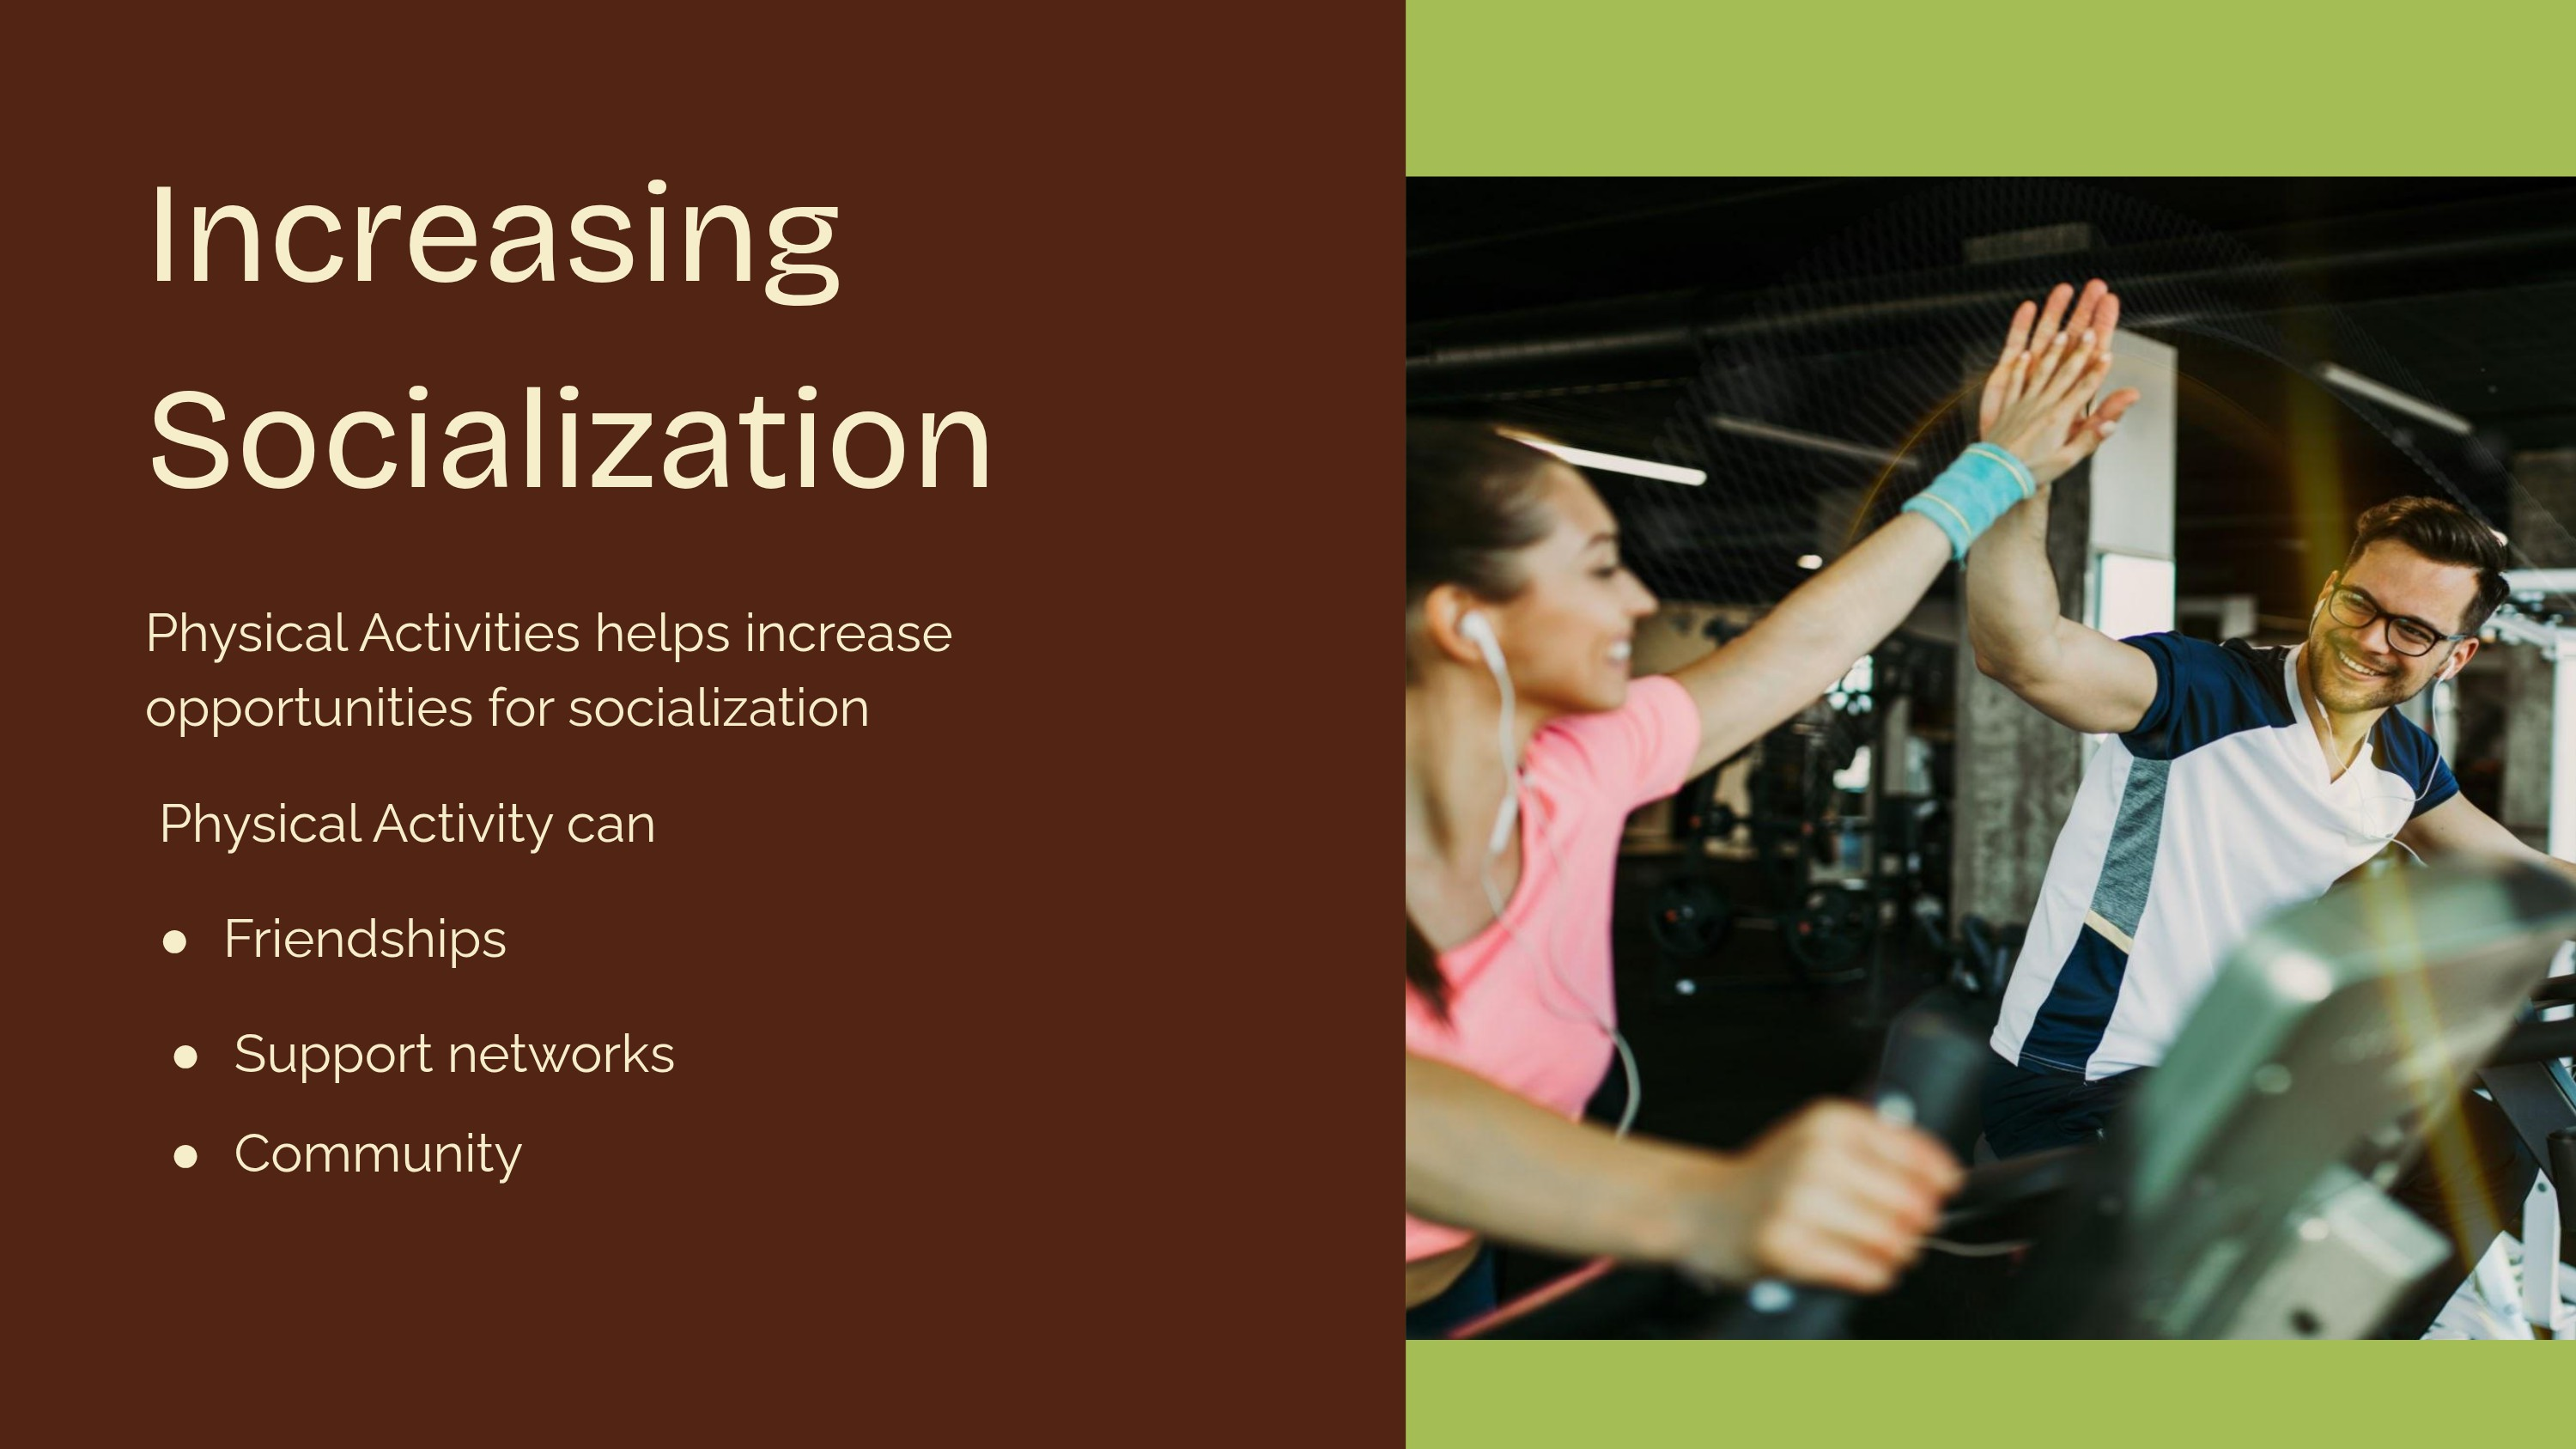 Increasing
Socialization
Physical Activities helps increase
opportunities for socialization
Physical Activity can
● Friendships
● Support networks
● Community